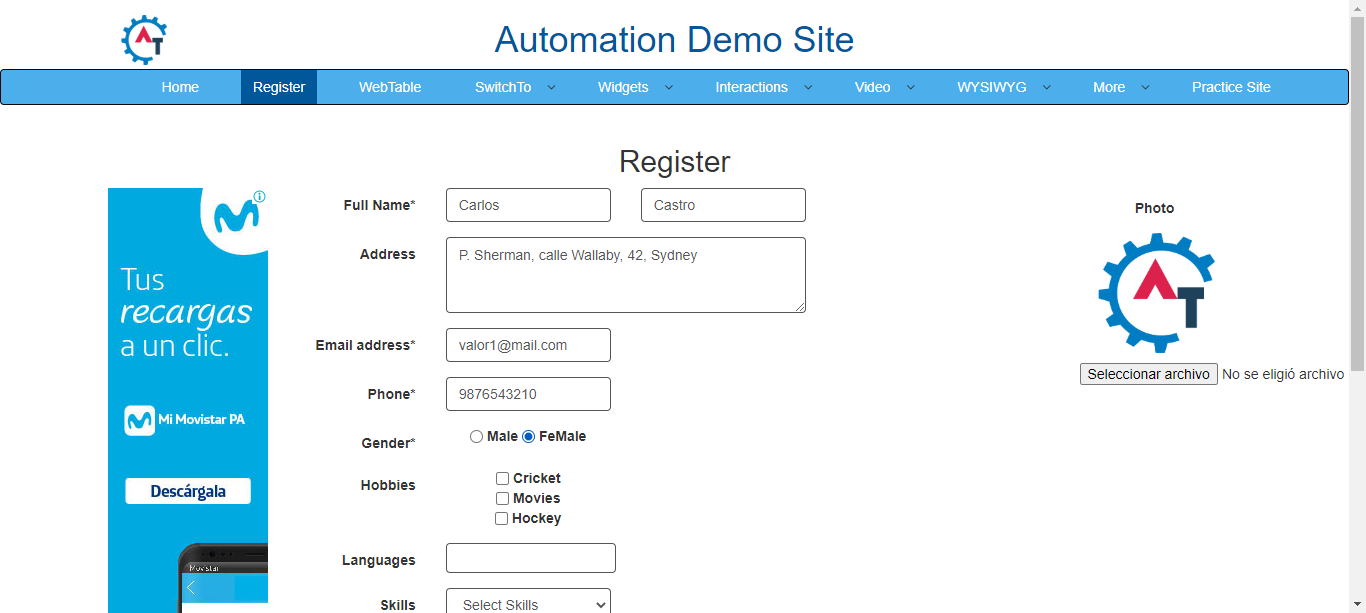 Automation Demo Site
Home Register WebTable SwitchTo Widgets Interactions Video WYSIWYG More Practice Site
Register
Full Name* Carlos Castro
Address P. Sherman, calle Wallaby, 42, Sydney
Email address* valor1@mail.com
Phone* 9876543210
Gender* Male FeMale
Hobbies Cricket
Movies
Hockey
Languages
Skills Select Skills
Photo
AT
Seleccionar archivo No se eligió archivo
Tus
recargas
a un clic.
Mi Movistar PA
Descárgala
Movistar
AT